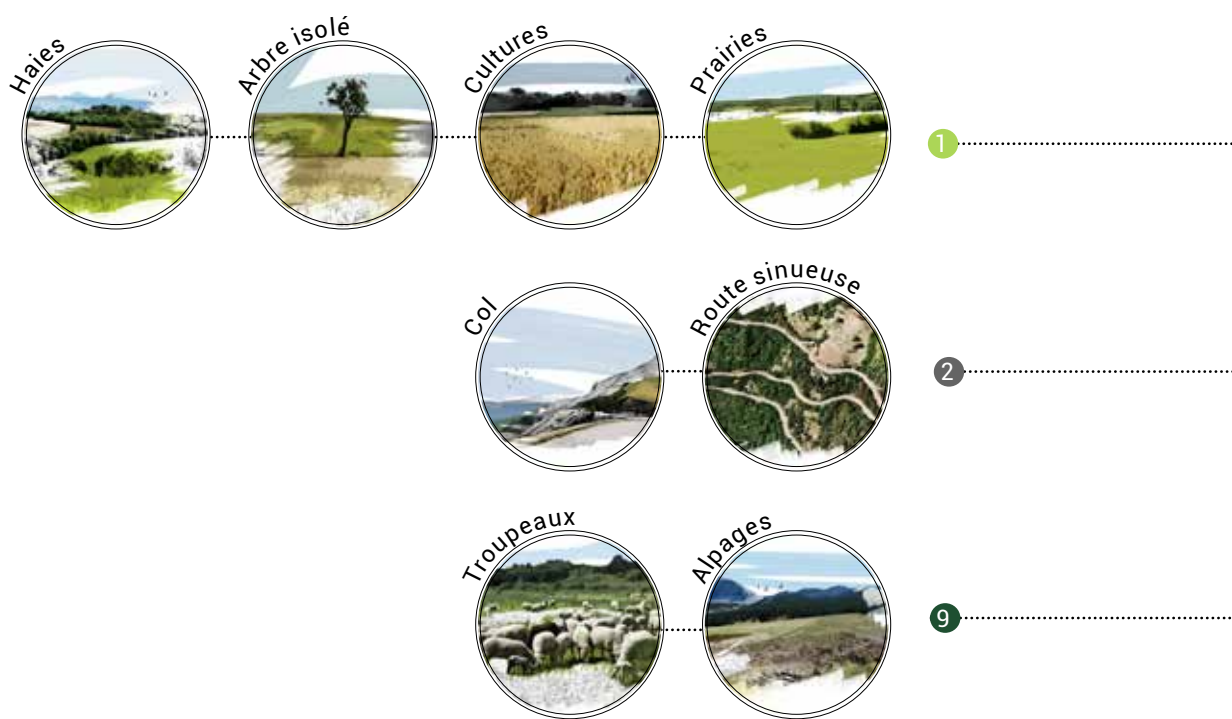 Haies
Arbre isolé
Cultures
Prairies
1
Col
Route sinueuse
2
Troupeaux
Alpages
9